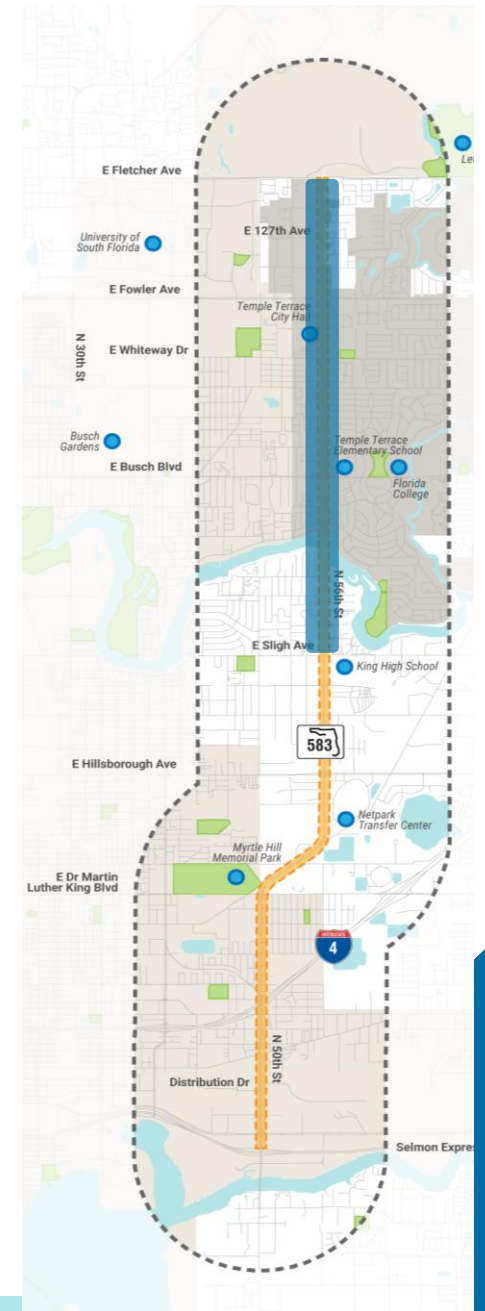 E Fletcher Ave
E 127th Ave
University of
South Florida
E Fowler Ave
Temple Terrace
City Hall
N 30th St
E Whiteway Dr
Busch
Gardens
Temple Terrace
Elementary School
E Busch Blvd
Florida
College
N 56th St
E Sligh Ave
King High School
583
E Hillsborough Ave
Netpark
Transfer Center
Myrtle Hill
Memorial Park
E Dr Martin
Luther King Blvd
INTERSTATE
4
N 50th St
Distribution Dr
Selmon